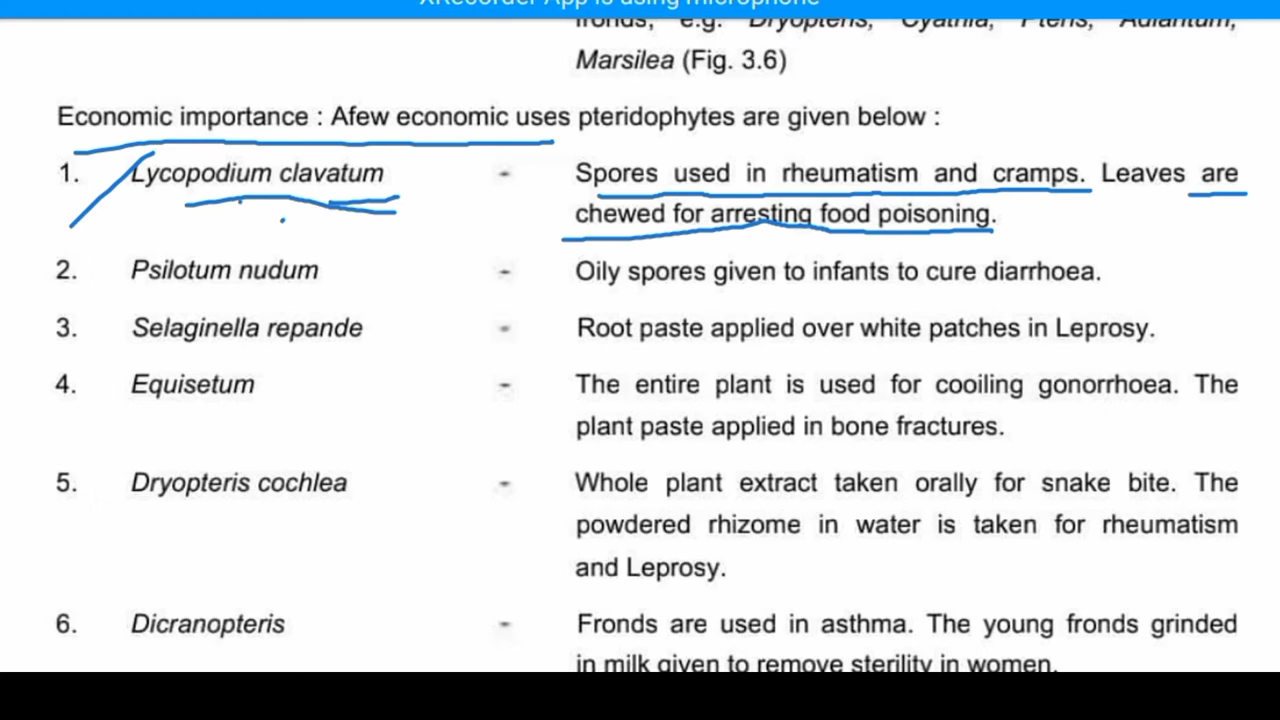 XRecorder App is using microphone
fronds, e.g. Dryopteris, Cyathia, Pteris, Adiantum,
Marsilea (Fig. 3.6)
Economic importance : Afew economic uses pteridophytes are given below :
1. Lycopodium clavatum - Spores used in rheumatism and cramps. Leaves are
chewed for arresting food poisoning.
2. Psilotum nudum - Oily spores given to infants to cure diarrhoea.
3. Selaginella repande - Root paste applied over white patches in Leprosy.
4. Equisetum - The entire plant is used for cooiling gonorrhoea. The
plant paste applied in bone fractures.
5. Dryopteris cochlea - Whole plant extract taken orally for snake bite. The
powdered rhizome in water is taken for rheumatism
and Leprosy.
6. Dicranopteris - Fronds are used in asthma. The young fronds grinded
in milk given to remove sterility in women.